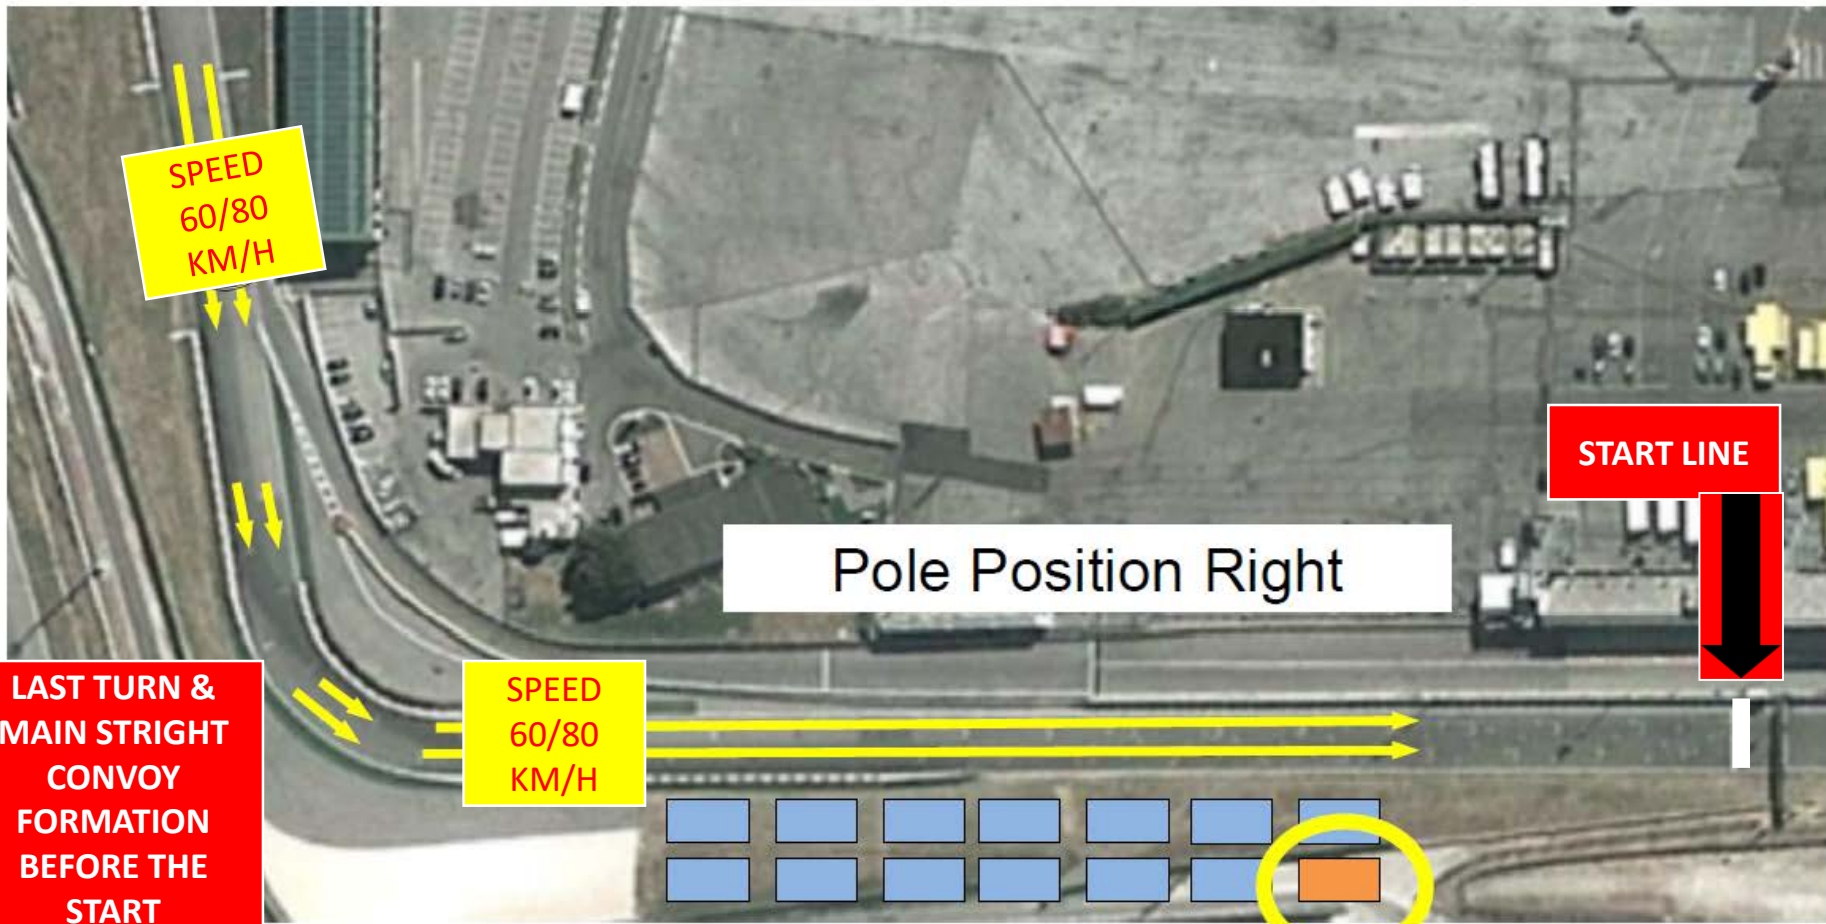 SPEED
60/80
KM/H
START LINE
Pole Position Right
LAST TURN &
MAIN STRIGHT
CONVOY
FORMATION
BEFORE THE
START
SPEED
60/80
KM/H